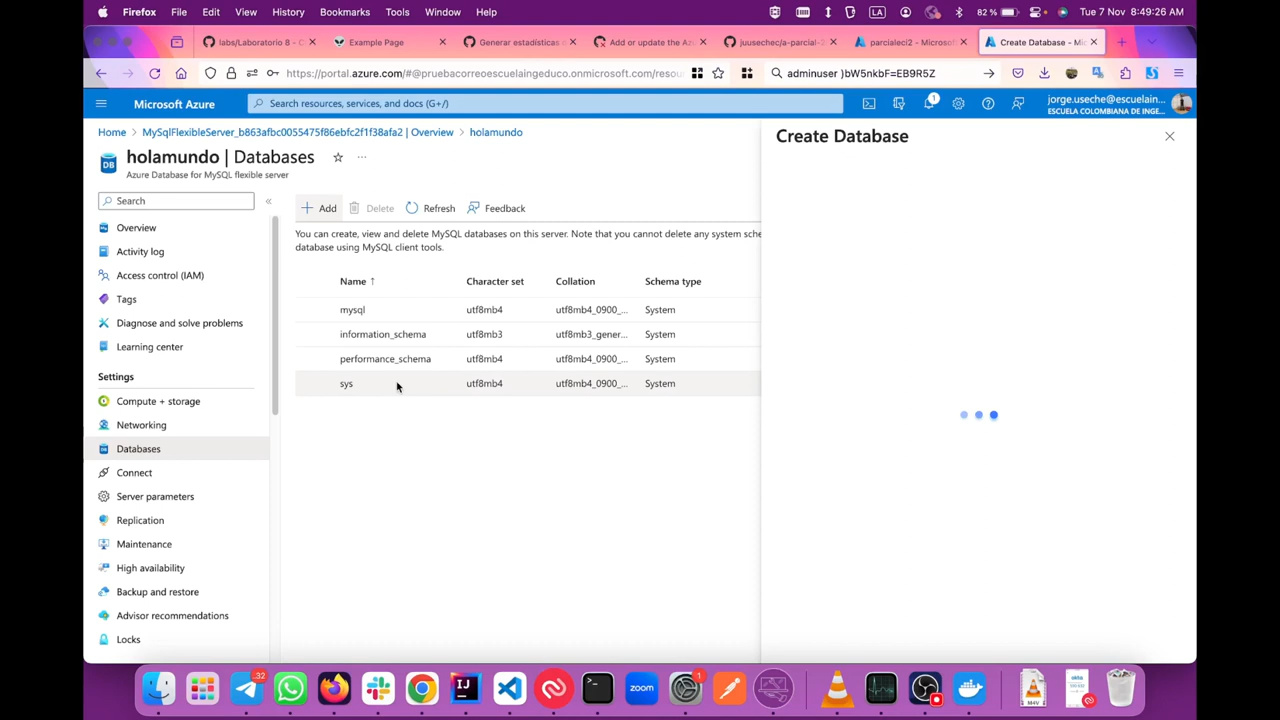 Firefox File Edit View History Bookmarks Tools Window Help LA 82 % Tue 7 Nov 8:49:26 AM
labs/Laboratorio 8 - C Example Page Generar estadísticas Add or update the Az juusechec/a-parcial-2 parcialeci2 - Microsoft Create Database - Mic
https://portal.azure.com/#@pruebacorreoescuelaingeduco.onmicrosoft.com/resou adminuser )bW5nkbF=EB9R5Z
Microsoft Azure Search resources, services, and docs (G+/) 1 jorge.useche@escuelain...
ESCUELA COLOMBIANA DE INGE...
Home > MySqlFlexibleServer_b863afbc0055475f86ebfc2f1f38afa2 | Overview > holamundo
Create Database
holamundo | Databases
Azure Database for MySQL flexible server
Search
Overview
Activity log
Access control (IAM)
Tags
Diagnose and solve problems
Learning center
Settings
Compute + storage
Networking
Databases
Connect
Server parameters
Replication
Maintenance
High availability
Backup and restore
Advisor recommendations
Locks
Add Delete Refresh Feedback
You can create, view and delete MySQL databases on this server. Note that you cannot delete any system sche
database using MySQL client tools.
Name ↑ Character set Collation Schema type
mysql utf8mb4 utf8mb4_0900_... System
information_schema utf8mb3 utf8mb3_gener... System
performance_schema utf8mb4 utf8mb4_0900_... System
sys utf8mb4 utf8mb4_0900_... System
32 IJ zoom 1 M4V okta